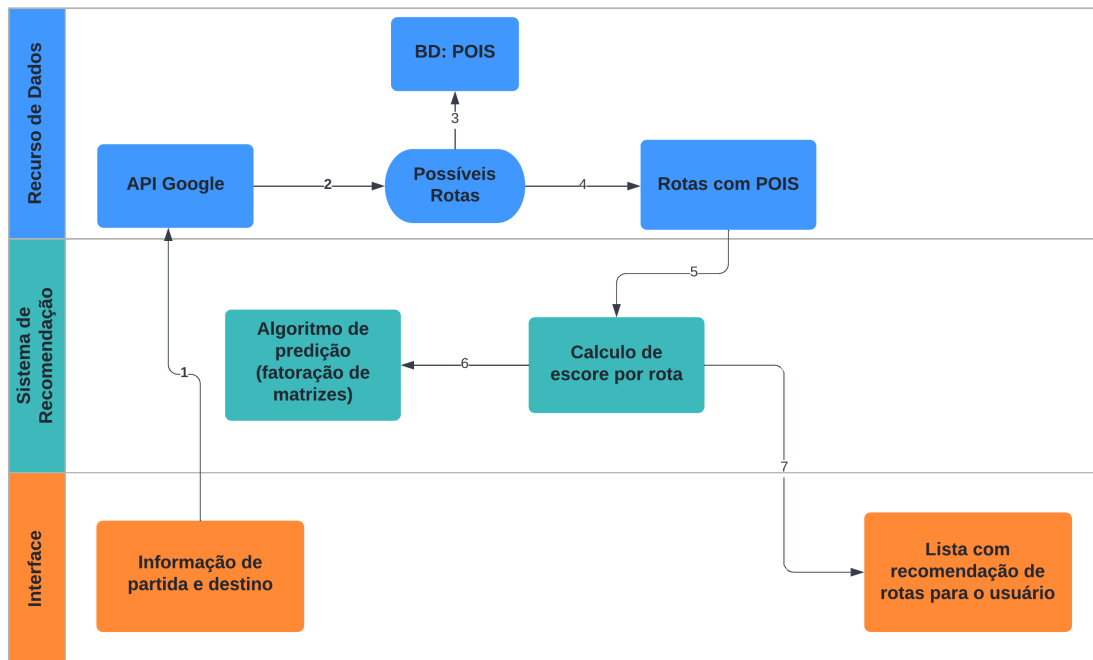 Recurso de Dados
BD: POIS
3
API Google
2
Possíveis
Rotas
4
Rotas com POIS
Sistema de
Recomendação
5
Algoritmo de
predição
(fatoração de
matrizes)
6
Calculo de
escore por rota
1
7
Interface
Informação de
partida e destino
Lista com
recomendação de
rotas para o usuário